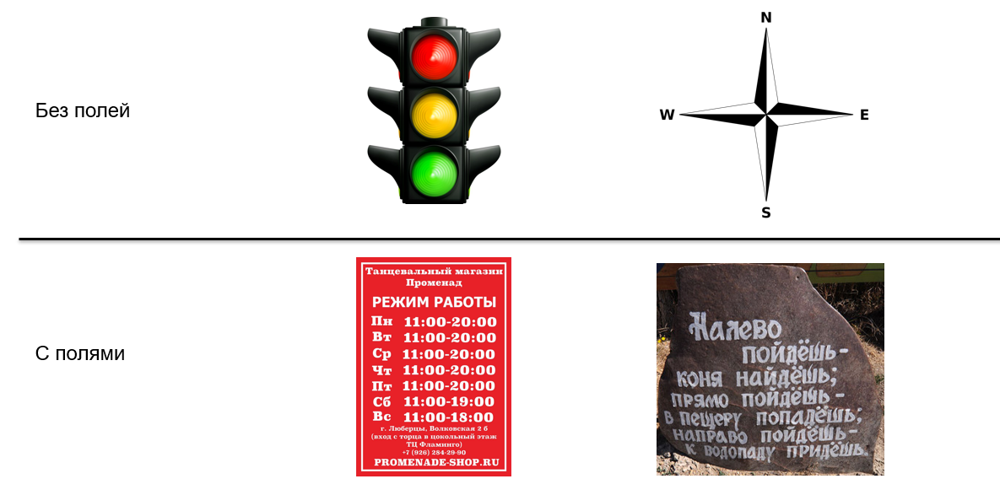 Без полей
N
W
E
S
С полями
Танцевальный магазин
Променад
РЕЖИМ РАБОТЫ
Пн 11:00-20:00
Вт 11:00-20:00
Ср 11:00-20:00
Чт 11:00-20:00
Пт 11:00-20:00
Сб 11:00-19:00
Вс 11:00-18:00
г. Люберцы, Волковская 2 б
(вход с торца в цокольный этаж
ТЦ Фламинго)
+7 (926) 284-29-90
PROMENADE-SHOP.RU
Налево
пойдёшь-
коня найдёшь;
прямо пойдёшь-
в пещеру попадёшь;
направо пойдёшь-
к водопаду придёшь.